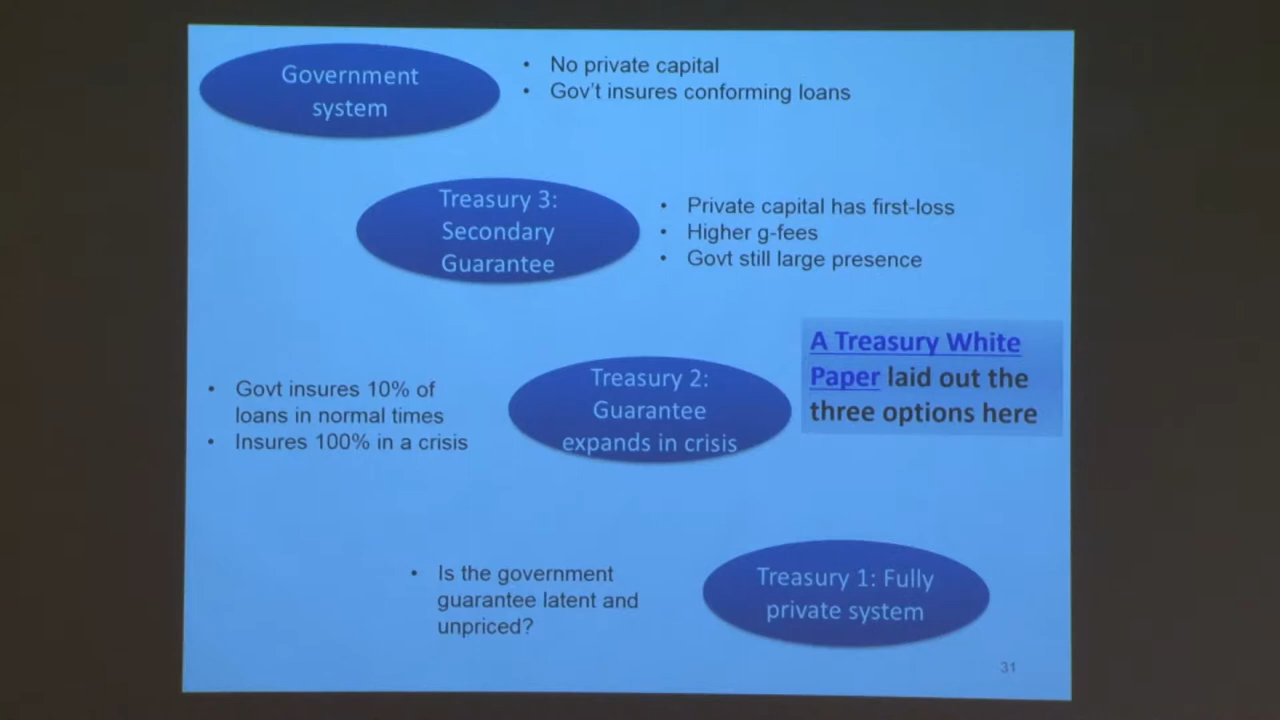 Government
system
• No private capital
• Gov't insures conforming loans
Treasury 3:
Secondary
Guarantee
• Private capital has first-loss
• Higher g-fees
• Govt still large presence
A Treasury White
Paper laid out the
three options here
• Govt insures 10% of
loans in normal times
• Insures 100% in a crisis
Treasury 2:
Guarantee
expands in crisis
• Is the government
guarantee latent and
unpriced?
Treasury 1: Fully
private system
31